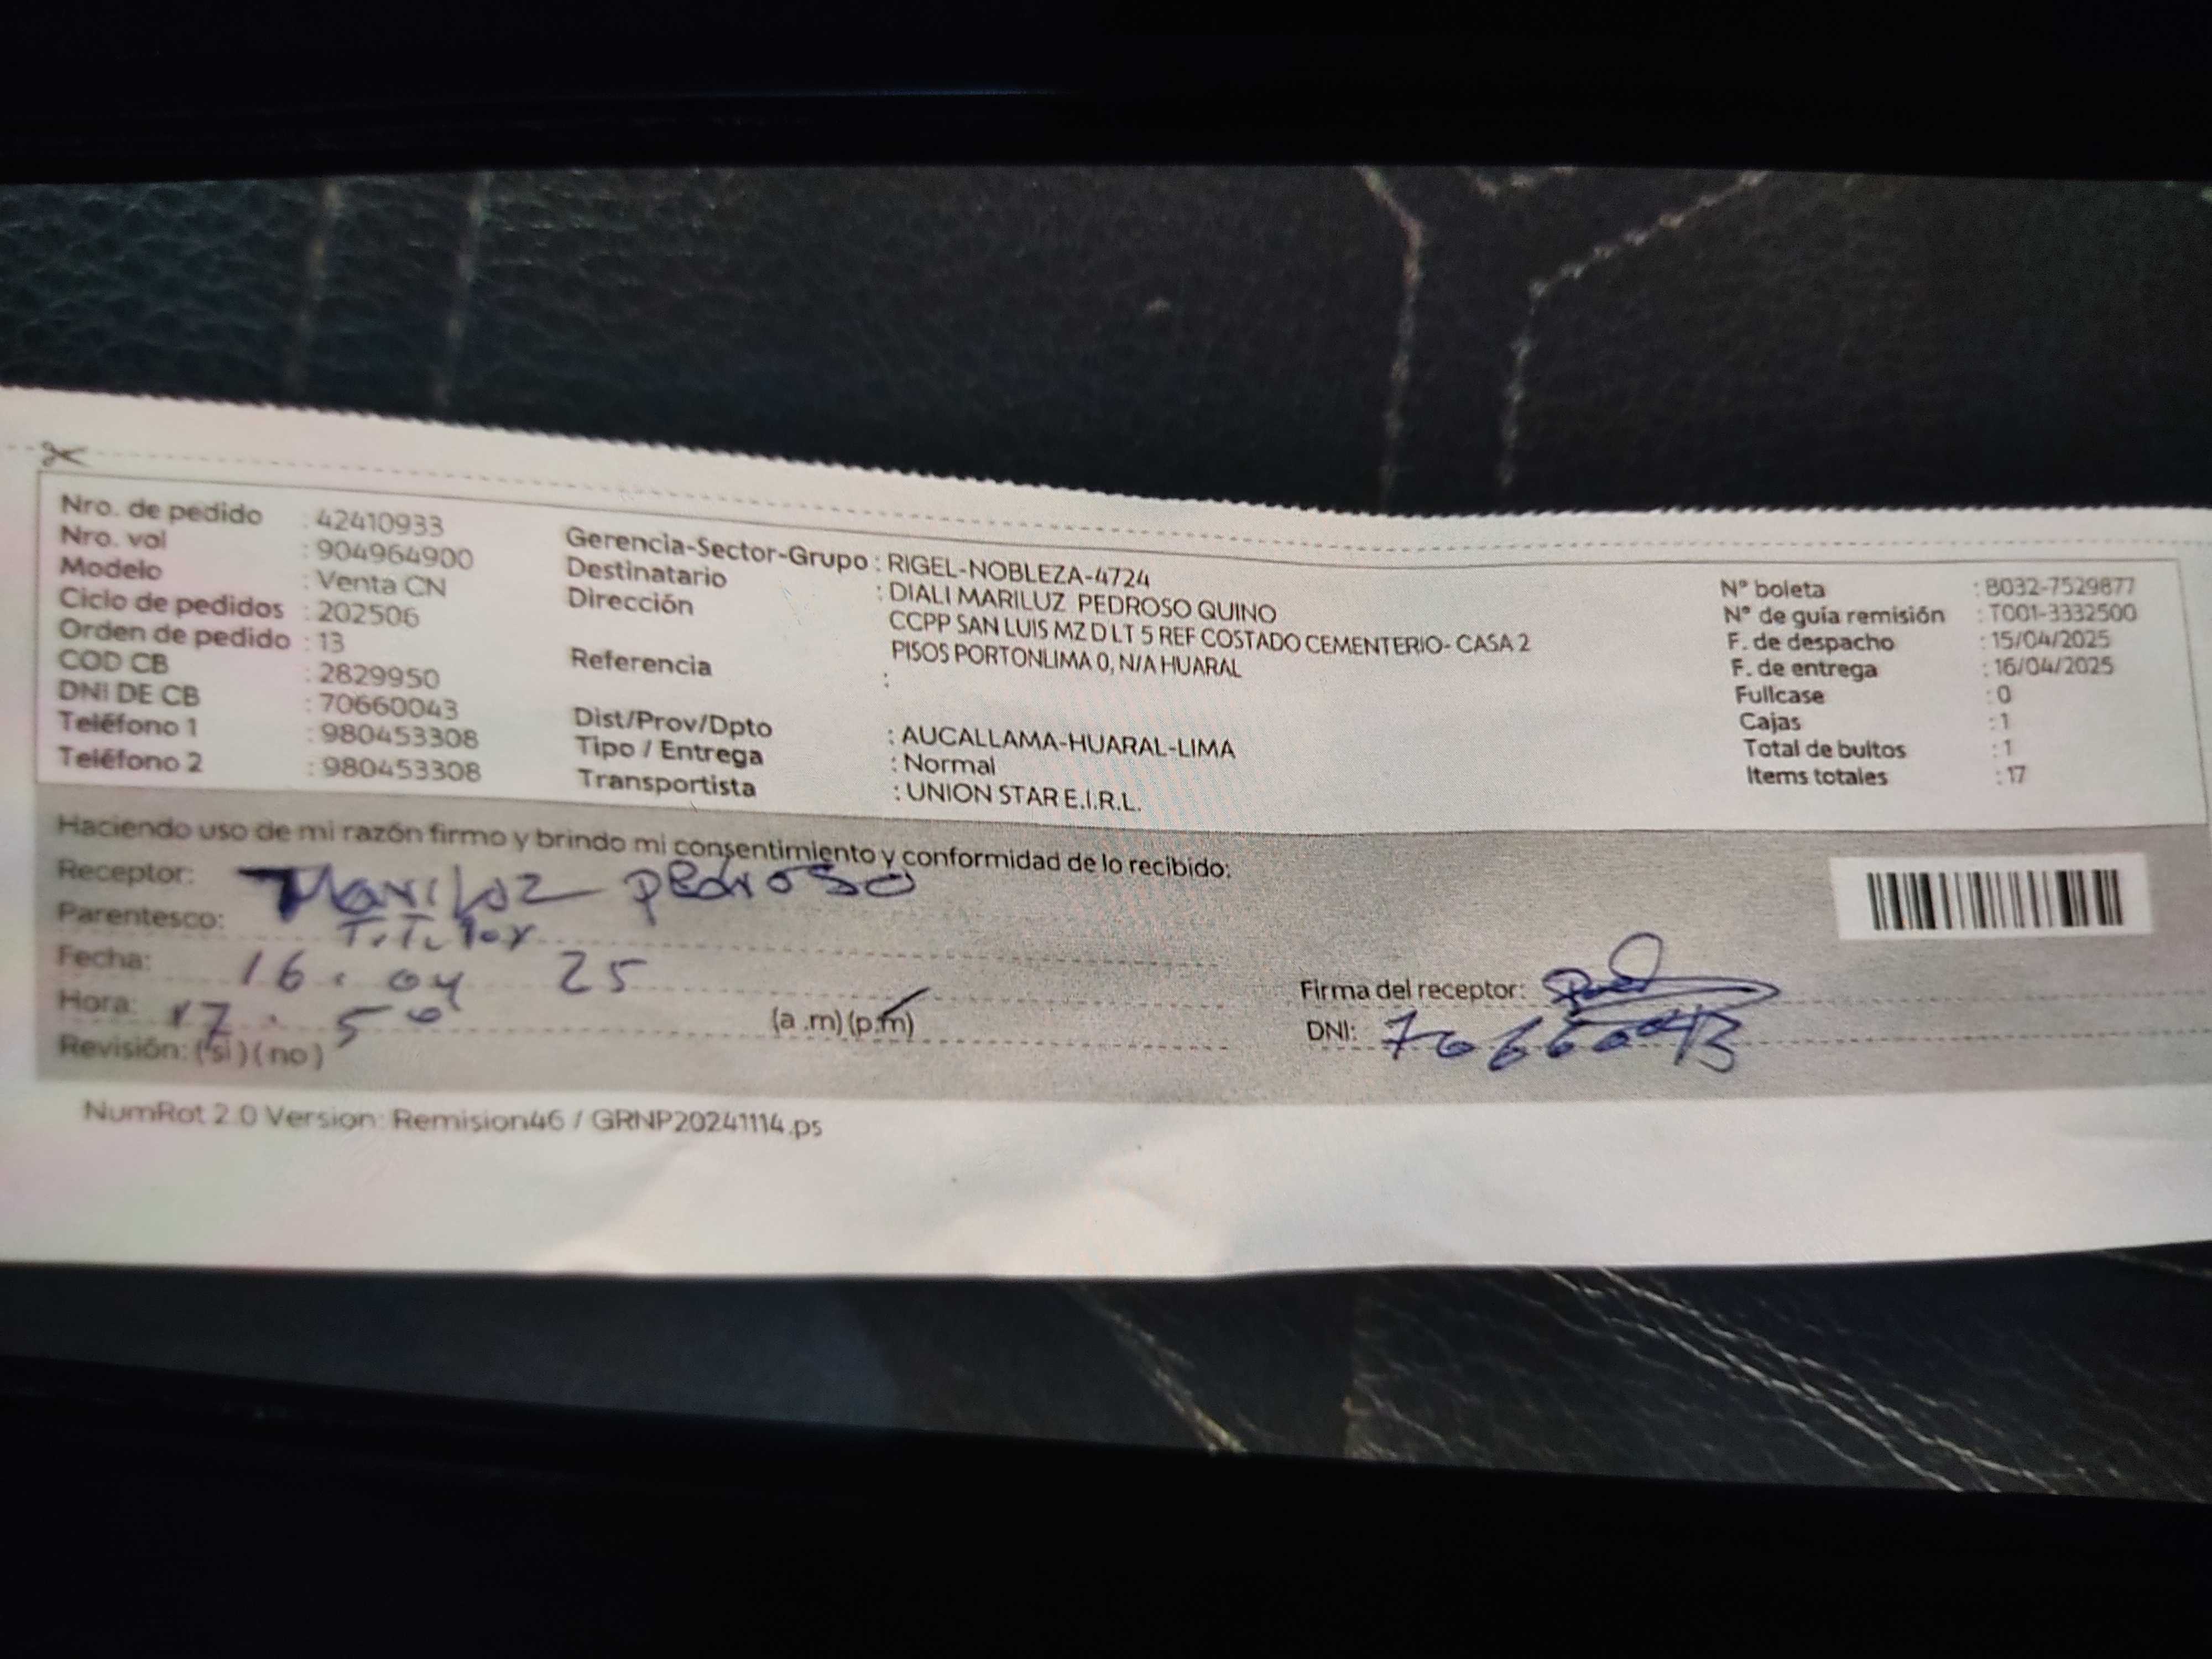 Nro. de pedido : 42410933
Nro. vol : 904964900
Modelo : Venta CN
Ciclo de pedidos : 202506
Orden de pedido : 13
COD CB : 2829950
DNI DE CB : 70660043
Teléfono 1 : 980453308
Teléfono 2 : 980453308
Gerencia-Sector-Grupo : RIGEL-NOBLEZA-4724
Destinatario : DIALI MARILUZ PEDROSO QUINO
Dirección CCPP SAN LUIS MZ D LT 5 REF COSTADO CEMENTERIO- CASA 2
PISOS PORTONLIMA 0, N/A HUARAL
Referencia :
Dist/Prov/Dpto : AUCALLAMA-HUARAL-LIMA
Tipo / Entrega : Normal
Transportista : UNION STAR E.I.R.L.
N° boleta : B032-7529877
N° de guía remisión : T001-3332500
F. de despacho : 15/04/2025
F. de entrega : 16/04/2025
Fullcase : 0
Cajas : 1
Total de bultos : 1
Items totales : 17
Haciendo uso de mi razón firmo y brindo mi consentimiento y conformidad de lo recibido:
Receptor: Mariluz pedroso
Parentesco: Titular
Fecha: 16. 04 25
Hora: 17. 50 (a .m) (p.m)
Revisión: (si) (no)
Firma del receptor:
DNI: 70660043
NumRot 2.0 Version: Remision46 / GRNP20241114.ps